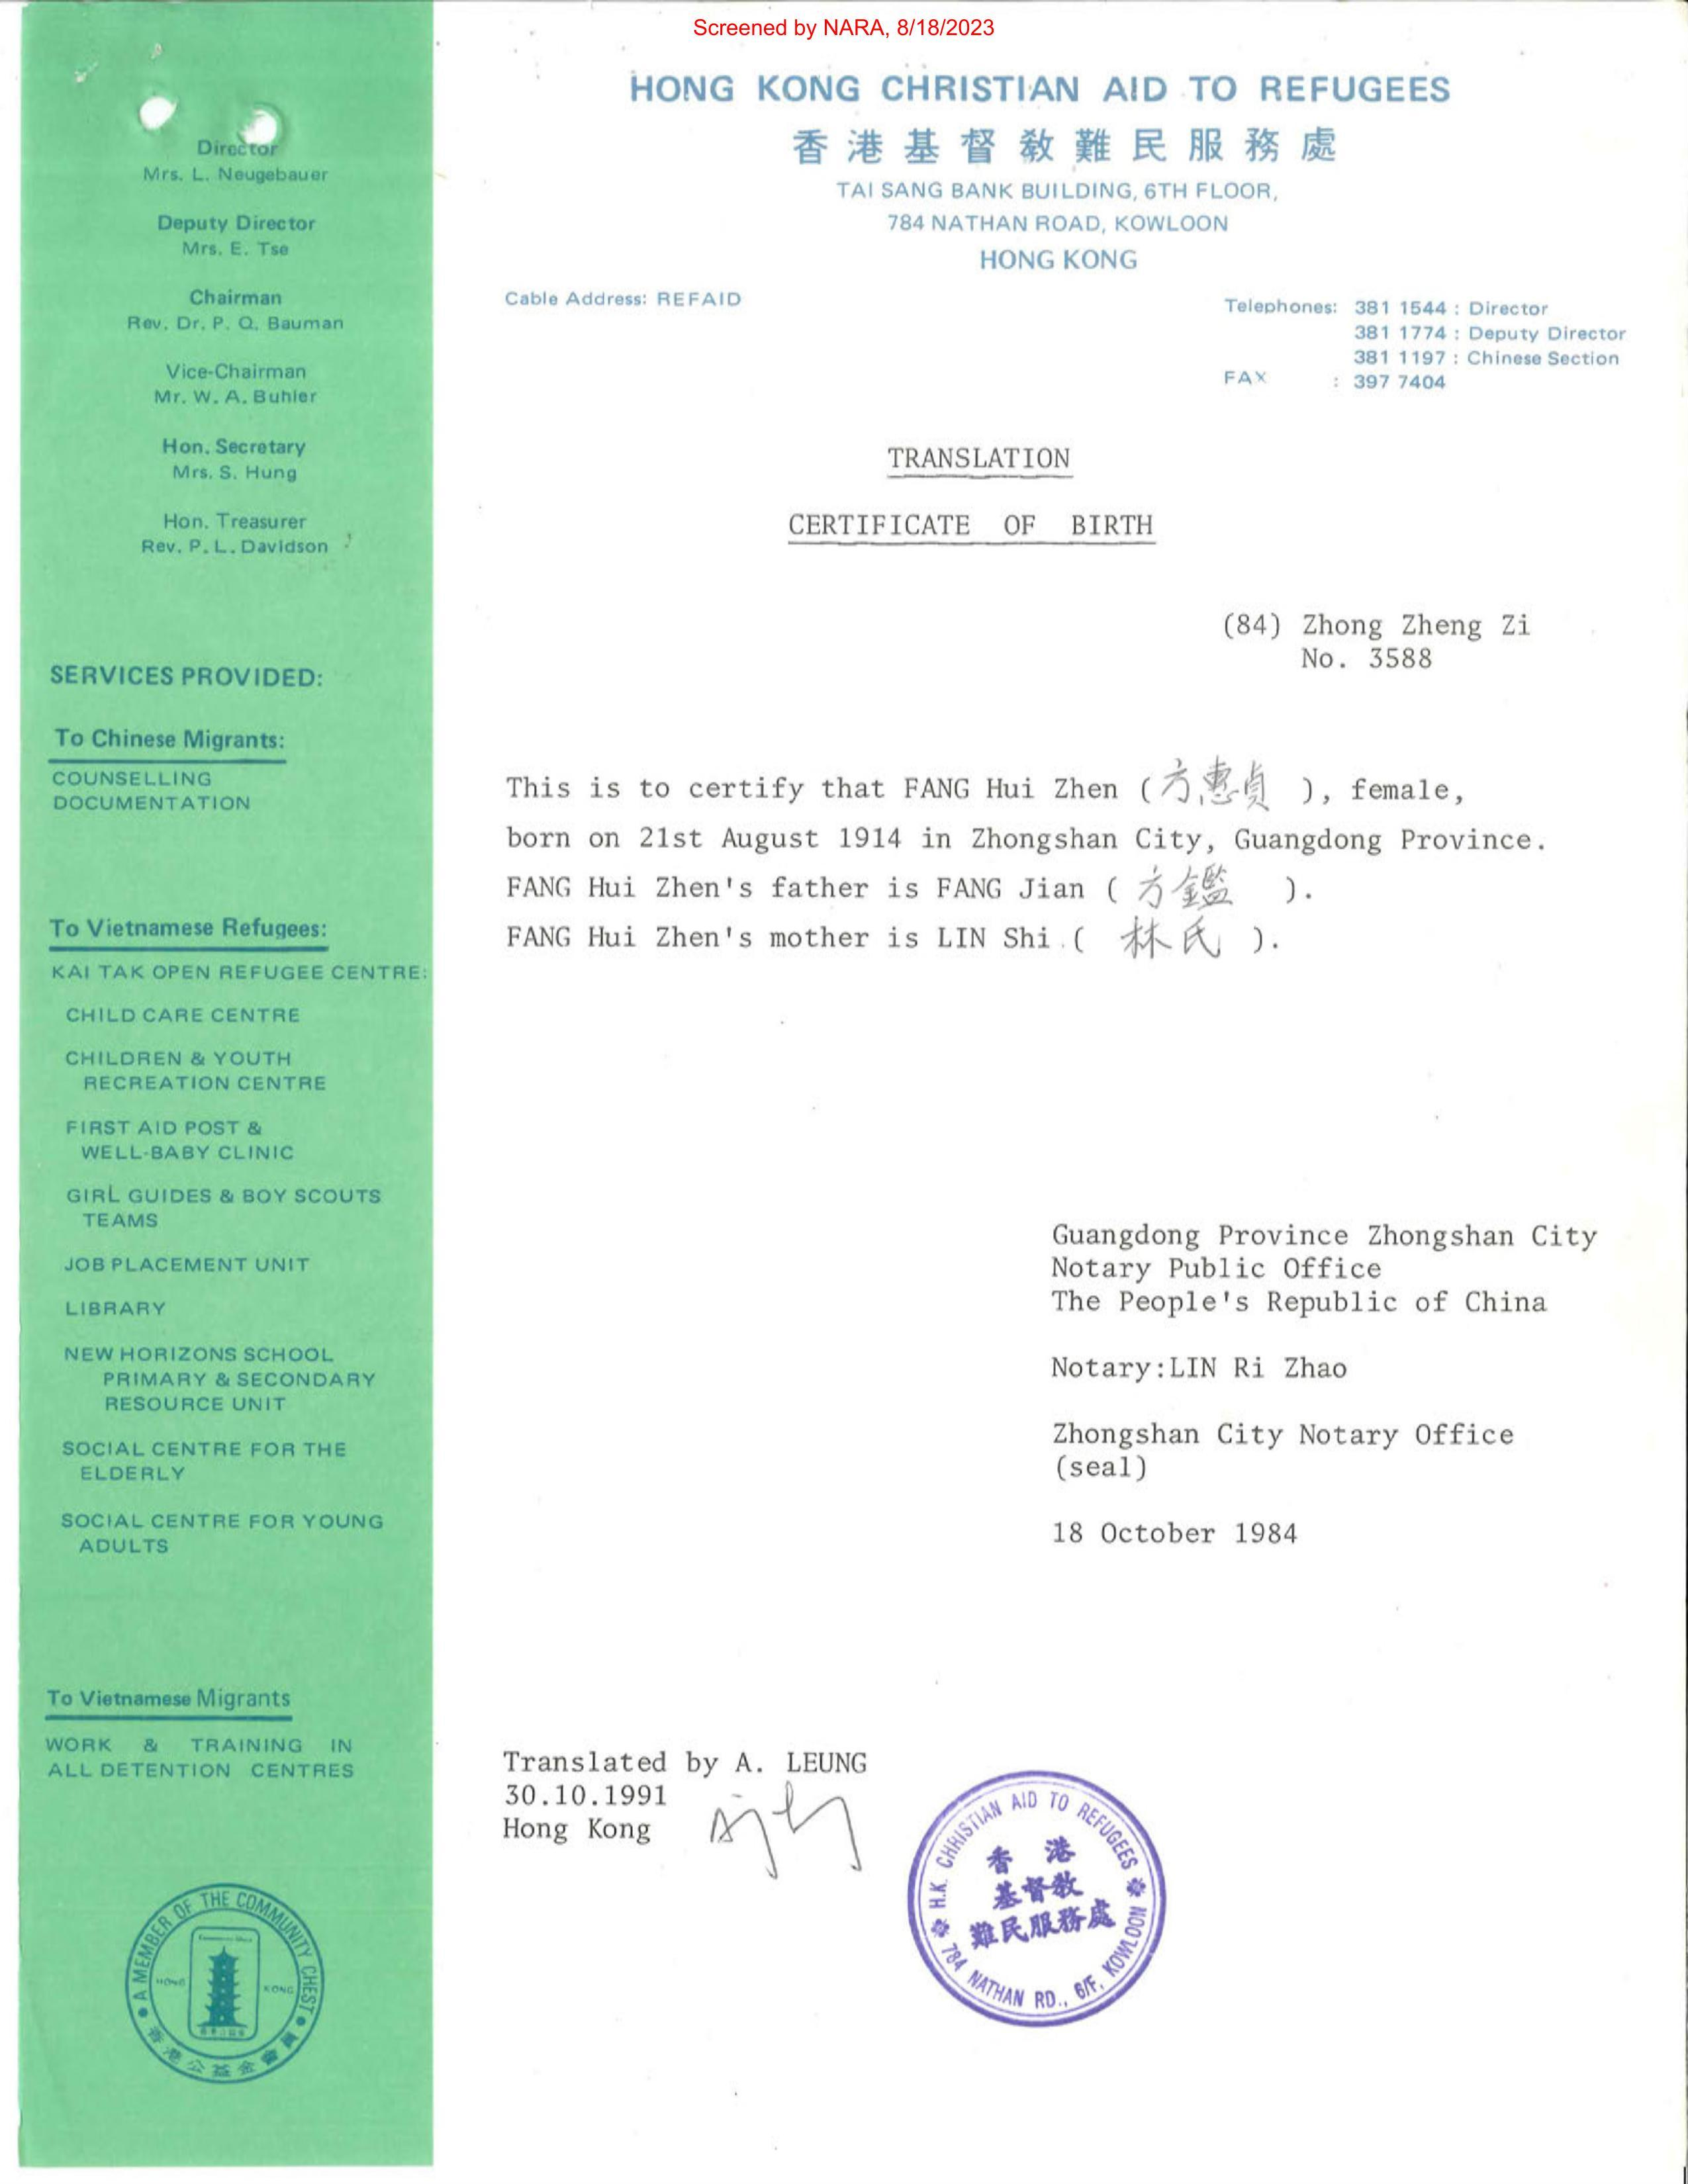 Screened by NARA, 8/18/2023
HONG KONG CHRISTIAN AID TO REFUGEES
香港基督教難民服務處
TAI SANG BANK BUILDING, 6TH FLOOR,
784 NATHAN ROAD, KOWLOON
HONG KONG
Cable Address: REFAID
Telephones: 381 1544 : Director
381 1774 : Deputy Director
381 1197 : Chinese Section
FAX : 397 7404
Director
Mrs. L. Neugebauer
Deputy Director
Mrs. E. Tse
Chairman
Rev. Dr. P. Q. Bauman
Vice-Chairman
Mr. W. A. Buhler
Hon. Secretary
Mrs. S. Hung
Hon. Treasurer
Rev. P. L. Davidson
SERVICES PROVIDED:
To Chinese Migrants:
COUNSELLING
DOCUMENTATION
To Vietnamese Refugees:
KAI TAK OPEN REFUGEE CENTRE:
CHILD CARE CENTRE
CHILDREN & YOUTH
RECREATION CENTRE
FIRST AID POST &
WELL-BABY CLINIC
GIRL GUIDES & BOY SCOUTS
TEAMS
JOB PLACEMENT UNIT
LIBRARY
NEW HORIZONS SCHOOL
PRIMARY & SECONDARY
RESOURCE UNIT
SOCIAL CENTRE FOR THE
ELDERLY
SOCIAL CENTRE FOR YOUNG
ADULTS
To Vietnamese Migrants
WORK & TRAINING IN
ALL DETENTION CENTRES
A MEMBER OF THE COMMUNITY CHEST
HONG KONG
香港公益金會員
TRANSLATION
CERTIFICATE OF BIRTH
(84) Zhong Zheng Zi
No. 3588
This is to certify that FANG Hui Zhen (方惠貞), female,
born on 21st August 1914 in Zhongshan City, Guangdong Province.
FANG Hui Zhen's father is FANG Jian (方鑑).
FANG Hui Zhen's mother is LIN Shi (林氏).
Guangdong Province Zhongshan City
Notary Public Office
The People's Republic of China
Notary:LIN Ri Zhao
Zhongshan City Notary Office
(seal)
18 October 1984
Translated by A. LEUNG
30.10.1991
Hong Kong
H.K. CHRISTIAN AID TO REFUGEES
香港
基督教
難民服務處
784 NATHAN RD., 6/F. KOWLOON